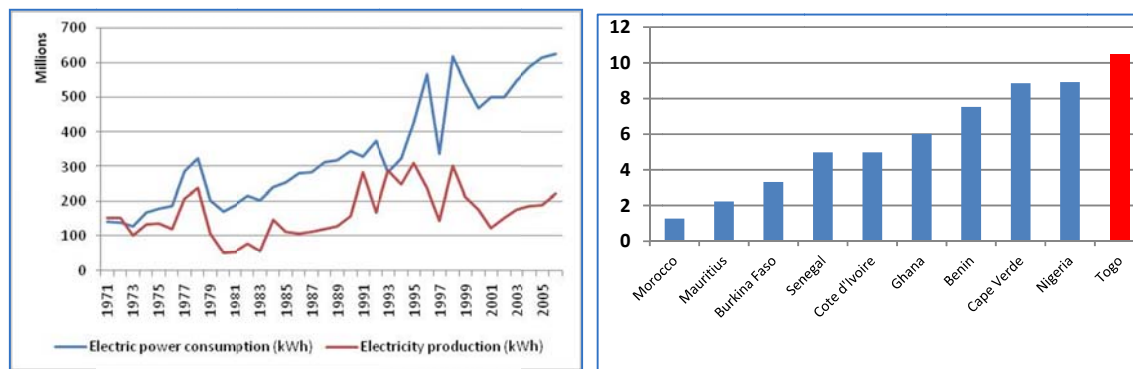 Millions
700
600
500
400
300
200
100
0
1971
1973
1975
1977
1979
1981
1983
1985
1987
1989
1991
1993
1995
1997
1999
2001
2003
2005
Electric power consumption (kWh)
Electricity production (kWh)
12
10
8
6
4
2
0
Morocco
Mauritius
Burkina Faso
Senegal
Cote d'Ivoire
Ghana
Benin
Cape Verde
Nigeria
Togo